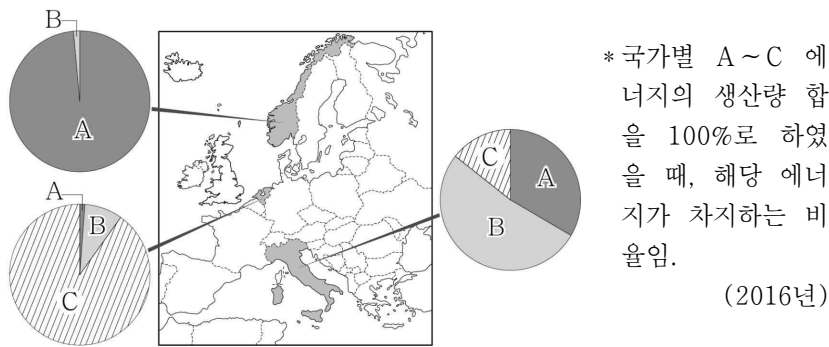 B
A
A
B
C
C
A
B
* 국가별 A~C 에
너지의 생산량 합
을 100%로 하였
을 때, 해당 에너
지가 차지하는 비
율임.
(2016년)